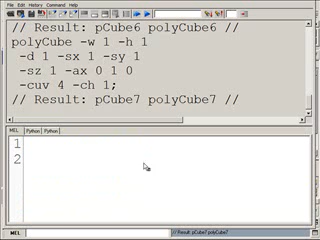 File Edit History Command Help
// Result: pCube6 polyCube6 //
polyCube -w 1 -h 1
-d 1 -sx 1 -sy 1
-sz 1 -ax 0 1 0
-cuv 4 -ch 1;
// Result: pCube7 polyCube7 //
MEL Python Python
1
2
MEL // Result: pCube7 polyCube7